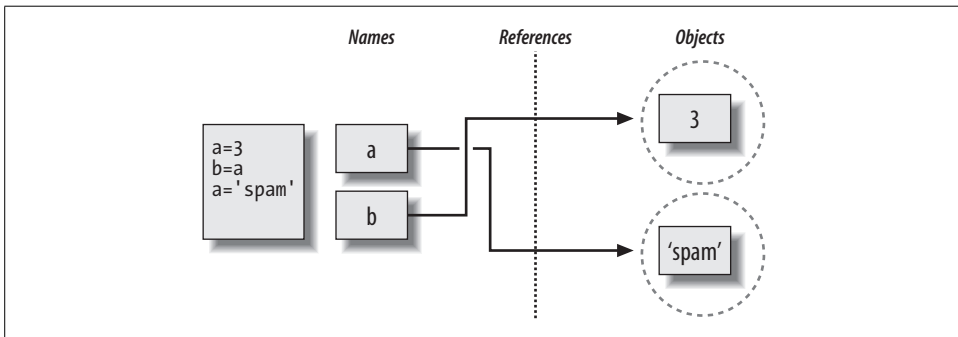 Names References Objects
a=3
b=a
a='spam'
a
b
3
‘spam’